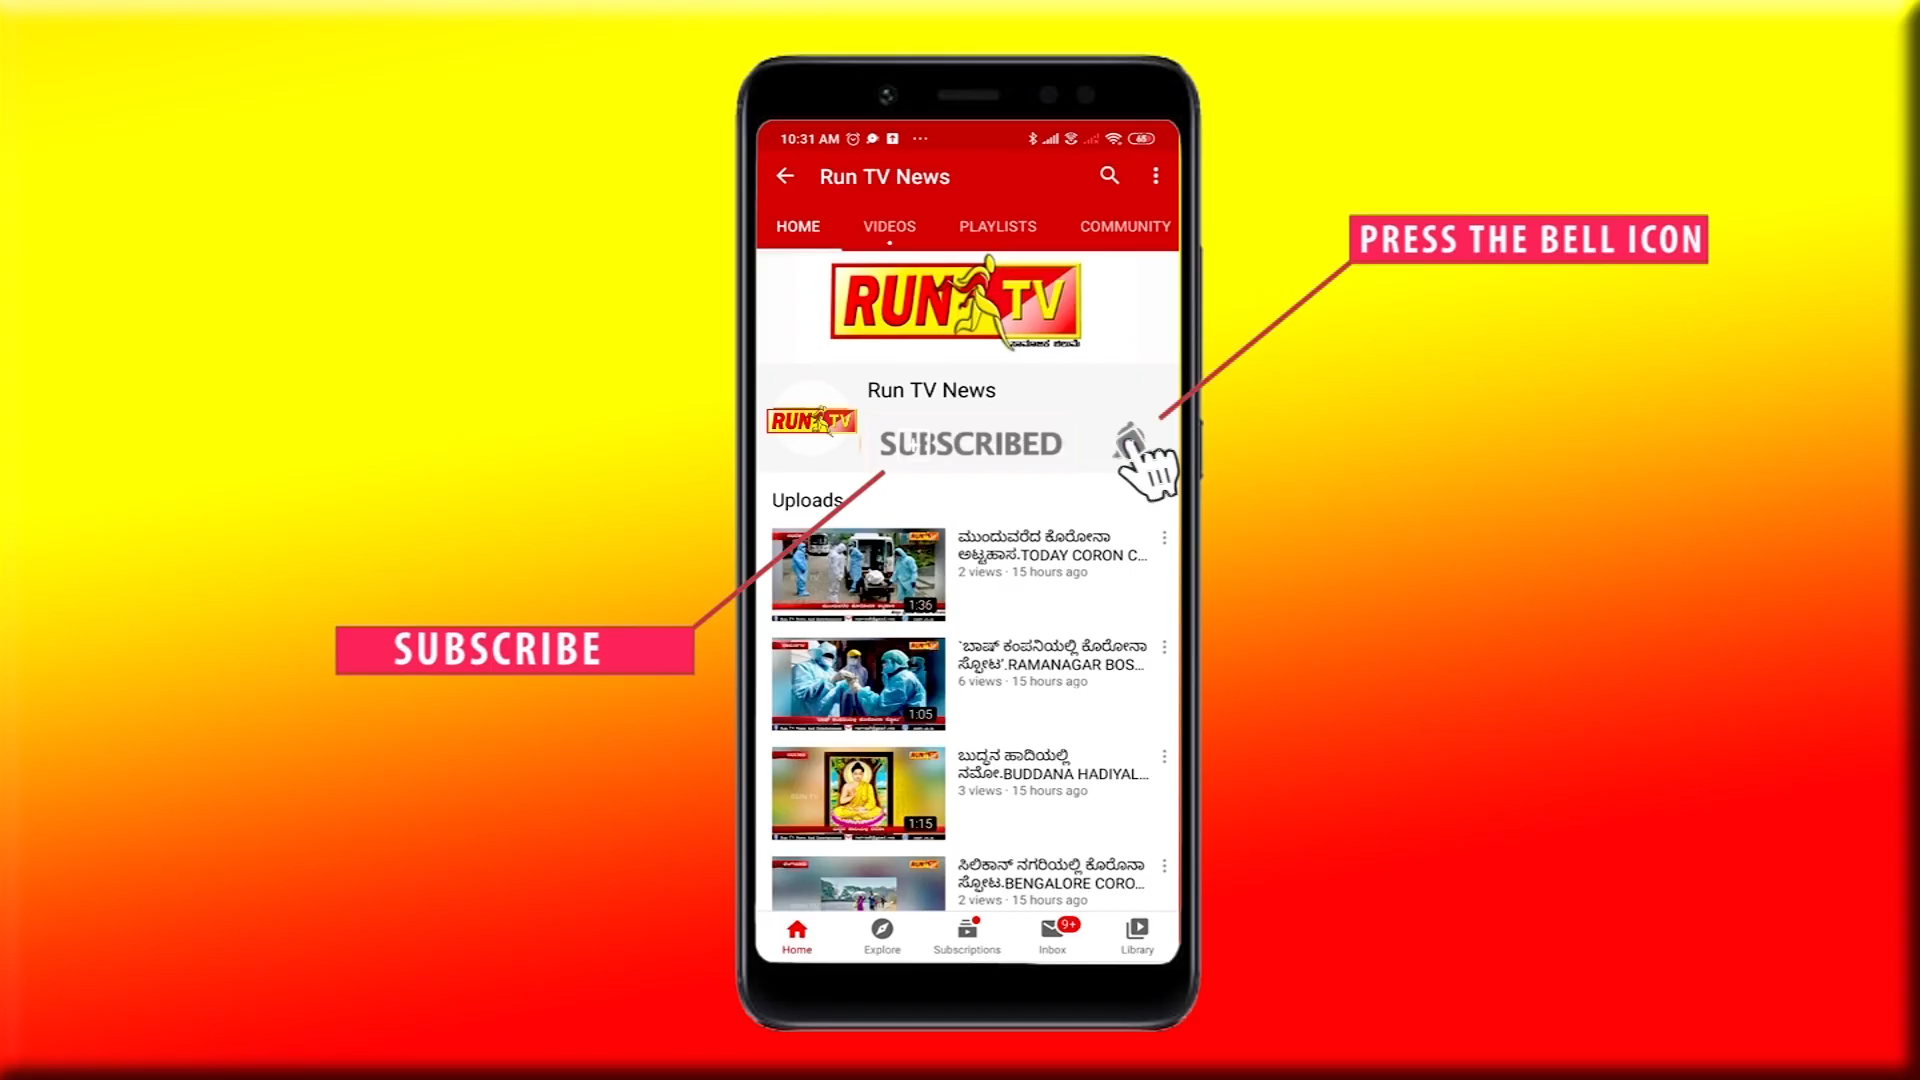 10:31 AM
65
Run TV News
HOME VIDEOS PLAYLISTS COMMUNITY
PRESS THE BELL ICON
RUN TV
ಸಾಮಾಜಿಕ ಚಿಲುಮೆ
Run TV News
RUN TV
SUBSCRIBED
Uploads
ಮುಂದುವರೆದ ಕೊರೋನಾ
ಅಟ್ಟಹಾಸ.TODAY CORON C...
2 views · 15 hours ago
1:36
SUBSCRIBE
`ಬಾಷ್ ಕಂಪನಿಯಲ್ಲಿ ಕೊರೋನಾ
ಸ್ಫೋಟ'.RAMANAGAR BOS...
6 views · 15 hours ago
1:05
ಬುದ್ಧನ ಹಾದಿಯಲ್ಲಿ
ನಮೋ.BUDDANA HADIYAL...
3 views · 15 hours ago
1:15
ಸಿಲಿಕಾನ್ ನಗರಿಯಲ್ಲಿ ಕೊರೊನಾ
ಸ್ಫೋಟ.BENGALORE CORO...
2 views · 15 hours ago
9+
Home Explore Subscriptions Inbox Library